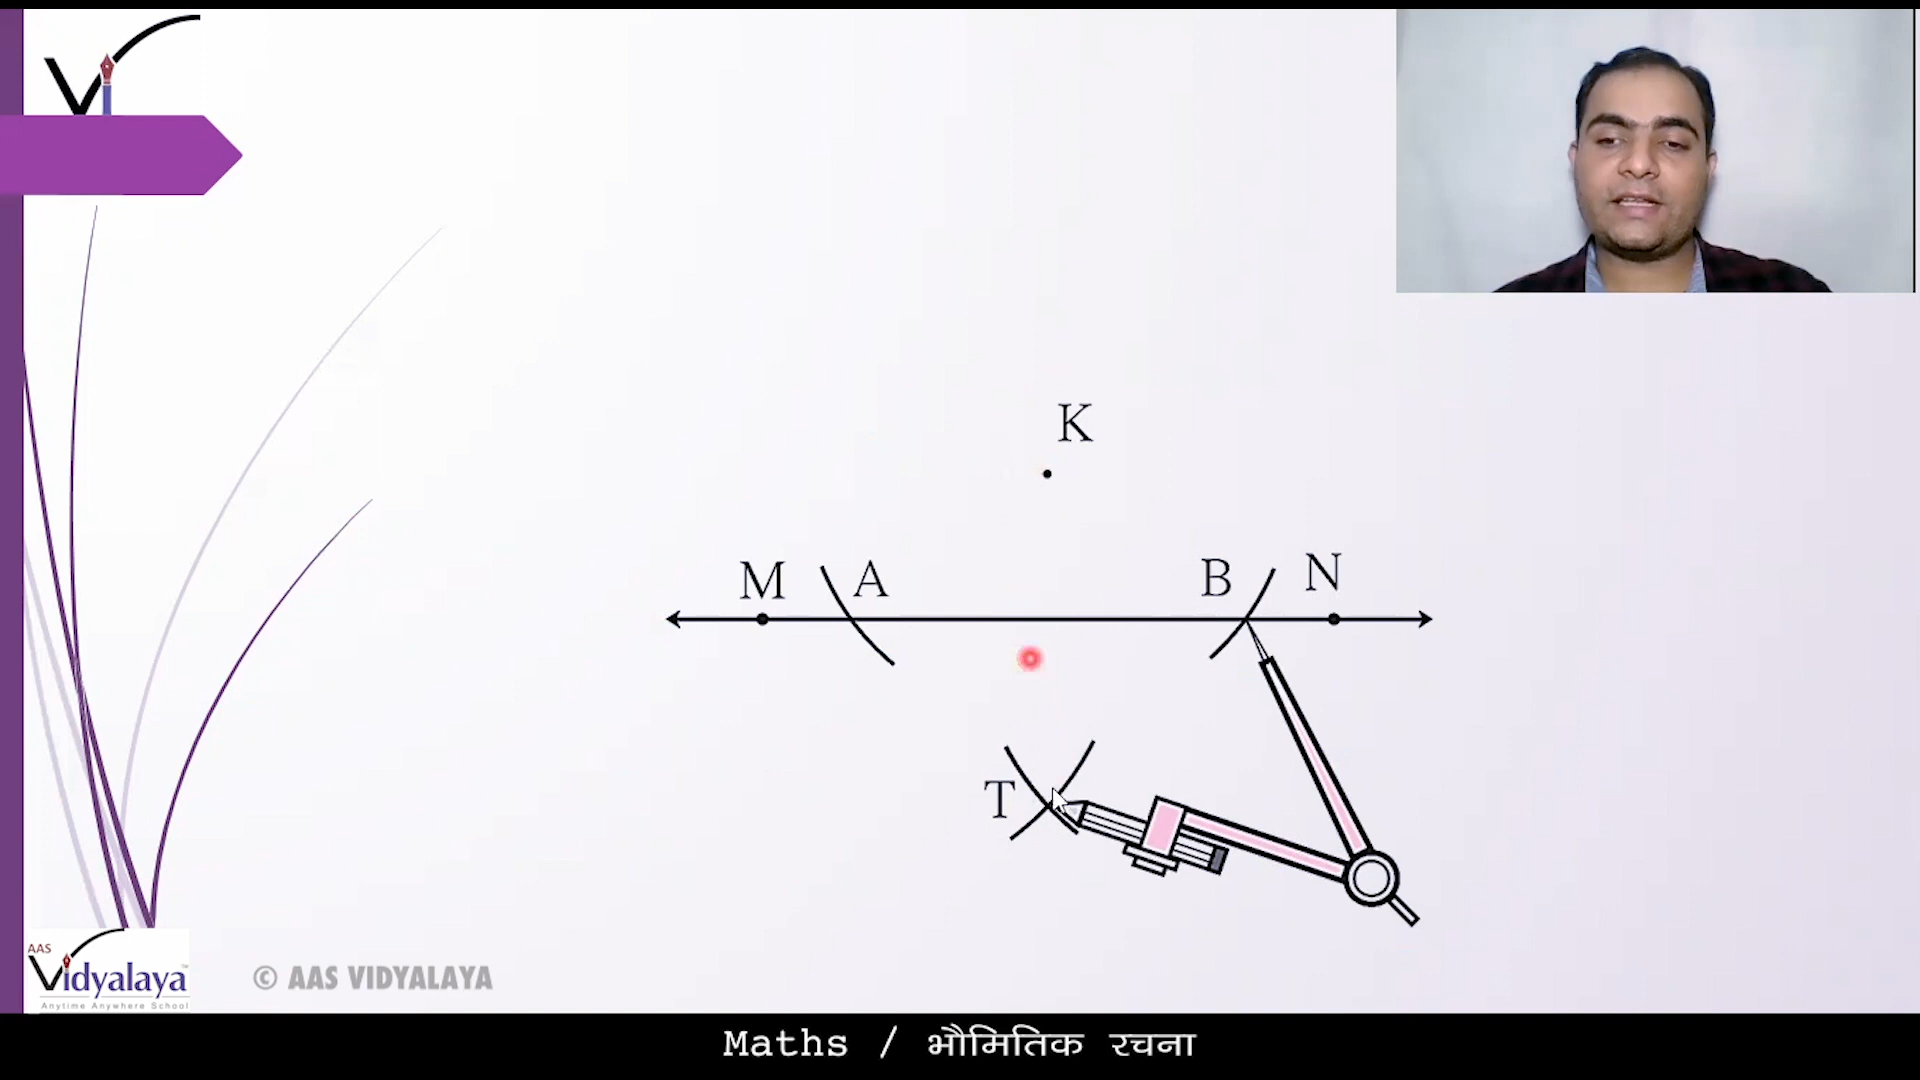 K
M A B N
T
AAS
Vidyalaya
Anytime Anywhere School
© AAS VIDYALAYA
Maths / भौमितिक रचना